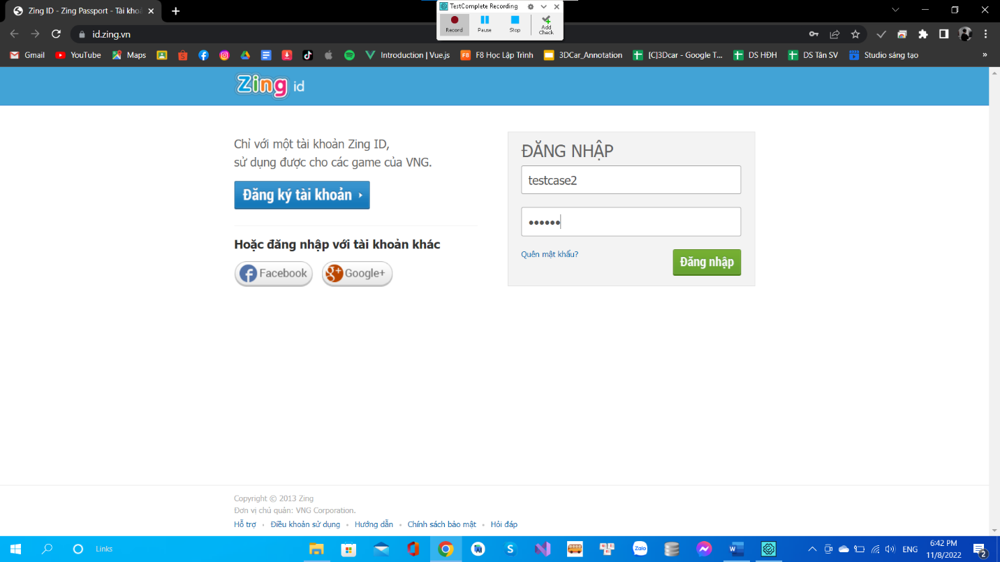 Zing ID - Zing Passport - Tài kho
TestComplete Recording
Record
Pause
Stop
Add Check
id.zing.vn
Gmail
YouTube
Maps
Introduction | Vue.js
F8
F8 Học Lập Trình
3DCar_Annotation
[C]3Dcar - Google T...
DS HĐH
DS Tân SV
Studio sáng tạo
»
Zing id
Chỉ với một tài khoản Zing ID,
sử dụng được cho các game của VNG.
Đăng ký tài khoản
Hoặc đăng nhập với tài khoản khác
Facebook
Google+
ĐĂNG NHẬP
testcase2
••••••
Quên mật khẩu?
Đăng nhập
Copyright © 2013 Zing
Đơn vị chủ quản: VNG Corporation.
Hỗ trợ • Điều khoản sử dụng • Hướng dẫn • Chính sách bảo mật • Hỏi đáp
Links
Zalo
ENG
6:42 PM
11/8/2022
2